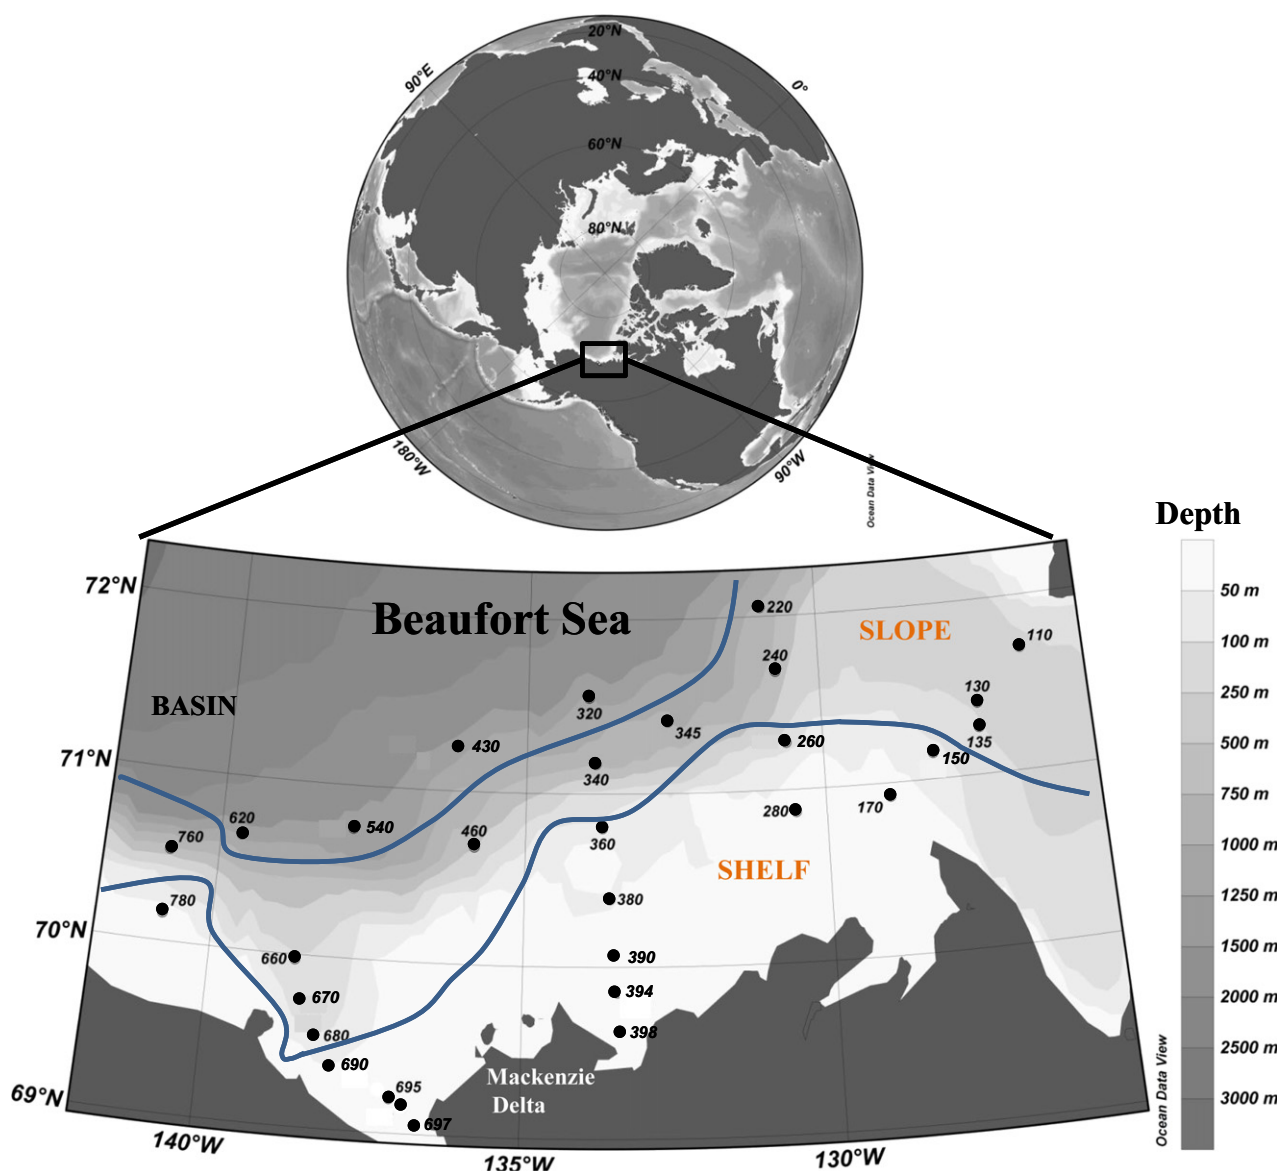 20°N
40°N
60°N
80°N
90°E
0°
180°W
90°W
Ocean Data View
Depth
50 m
100 m
250 m
500 m
750 m
1000 m
1250 m
1500 m
2000 m
2500 m
3000 m
Ocean Data View
72°N
71°N
70°N
69°N
140°W
135°W
130°W
Beaufort Sea
BASIN
SLOPE
SHELF
Mackenzie
Delta
220
110
240
130
320
345
135
430
260
150
340
620
540
460
760
360
280
170
780
380
660
390
670
394
680
398
690
695
697